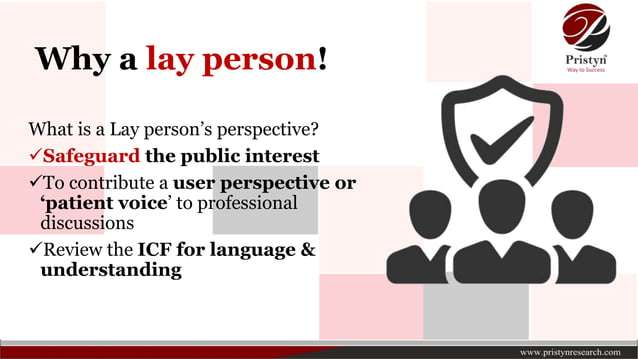 Pristyn®
Way to Success
Why a lay person!
What is a Lay person’s perspective?
✓Safeguard the public interest
✓To contribute a user perspective or
‘patient voice’ to professional
discussions
✓Review the ICF for language &
understanding
www.pristynresearch.com